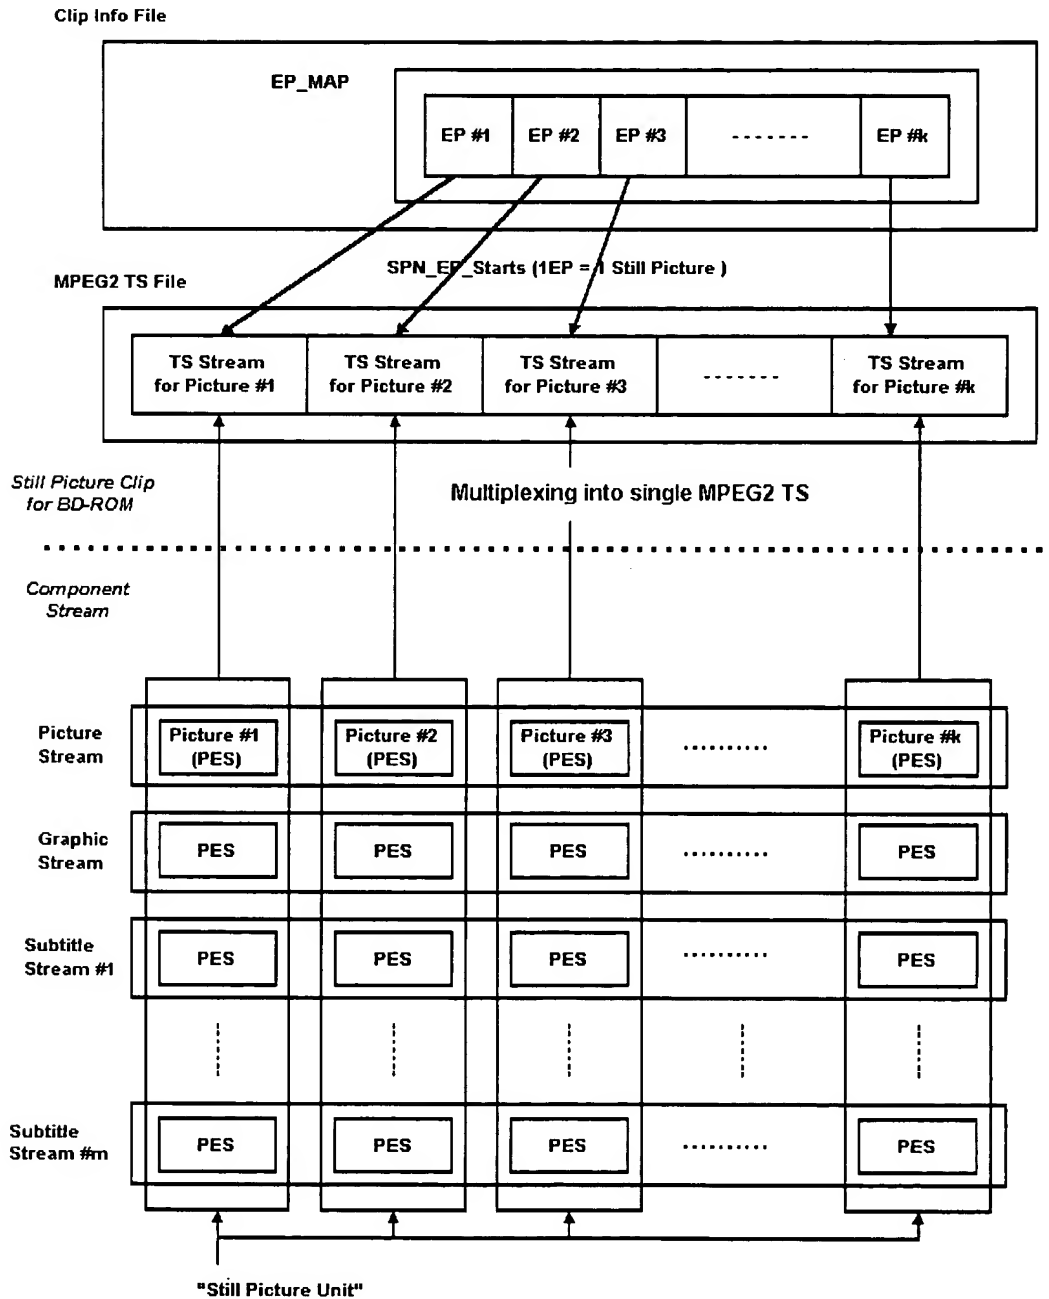 Clip Info File
EP_MAP
EP #1 EP #2 EP #3 EP #k
SPN_EP_Starts (1EP = 1 Still Picture )
MPEG2 TS File
TS Stream for Picture #1
TS Stream for Picture #2
TS Stream for Picture #3
TS Stream for Picture #k
Still Picture Clip
for BD-ROM
Multiplexing into single MPEG2 TS
Component
Stream
Picture
Stream
Picture #1
(PES)
Picture #2
(PES)
Picture #3
(PES)
Picture #k
(PES)
Graphic
Stream
PES PES PES PES
Subtitle
Stream #1
PES PES PES PES
Subtitle
Stream #m
PES PES PES PES
"Still Picture Unit"